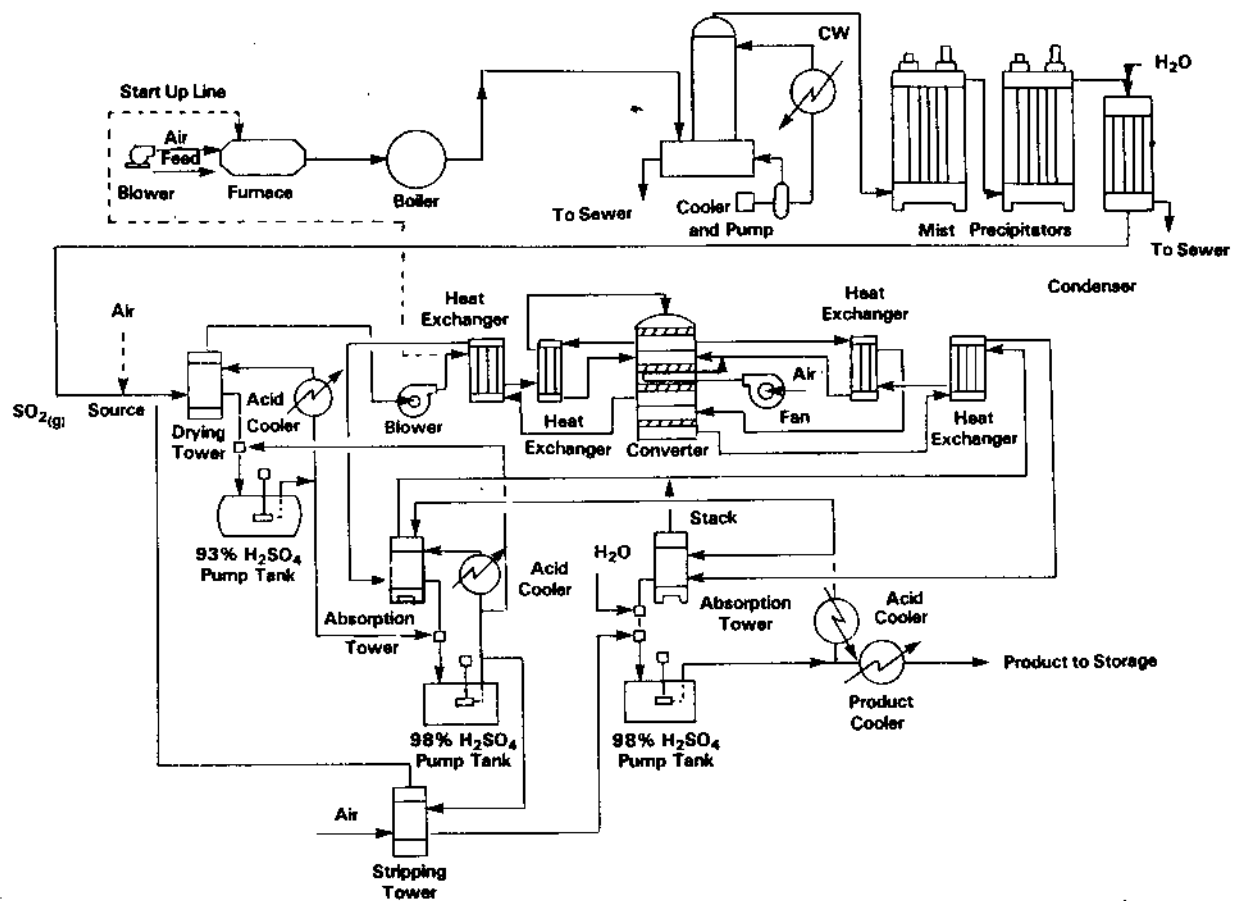 CW
H₂O
Start Up Line
Air
Feed
Blower
Furnace
Boiler
To Sewer
Cooler
and Pump
Mist Precipitators
To Sewer
Condenser
Air
Heat
Exchanger
Heat
Exchanger
SO₂(g)
Source
Acid
Cooler
Drying
Tower
Blower
Heat
Exchanger
Converter
Air
Fan
Heat
Exchanger
93% H₂SO₄
Pump Tank
Stack
H₂O
Acid
Cooler
Absorption
Tower
Absorption
Tower
Acid
Cooler
Product to Storage
Product
Cooler
98% H₂SO₄
Pump Tank
98% H₂SO₄
Pump Tank
Air
Stripping
Tower